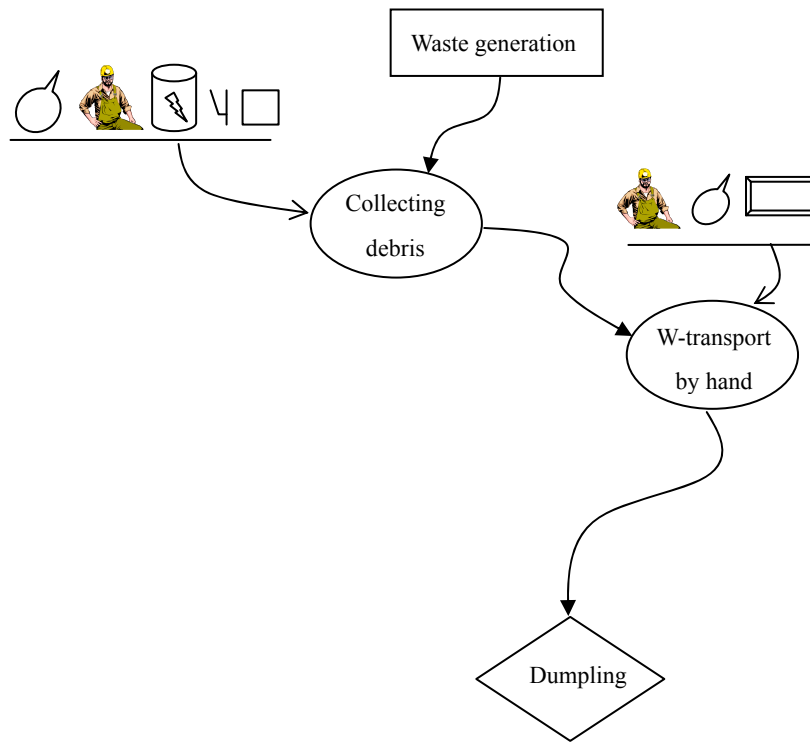 Waste generation
Collecting
debris
W-transport
by hand
Dumpling